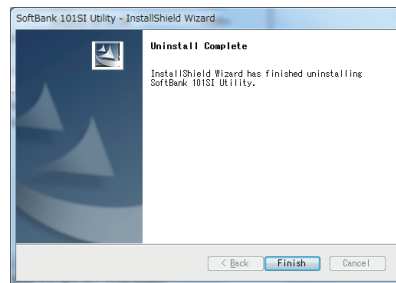 SoftBank 101SI Utility - InstallShield Wizard
Uninstall Complete
InstallShield Wizard has finished uninstalling
SoftBank 101SI Utility.
< Back Finish Cancel